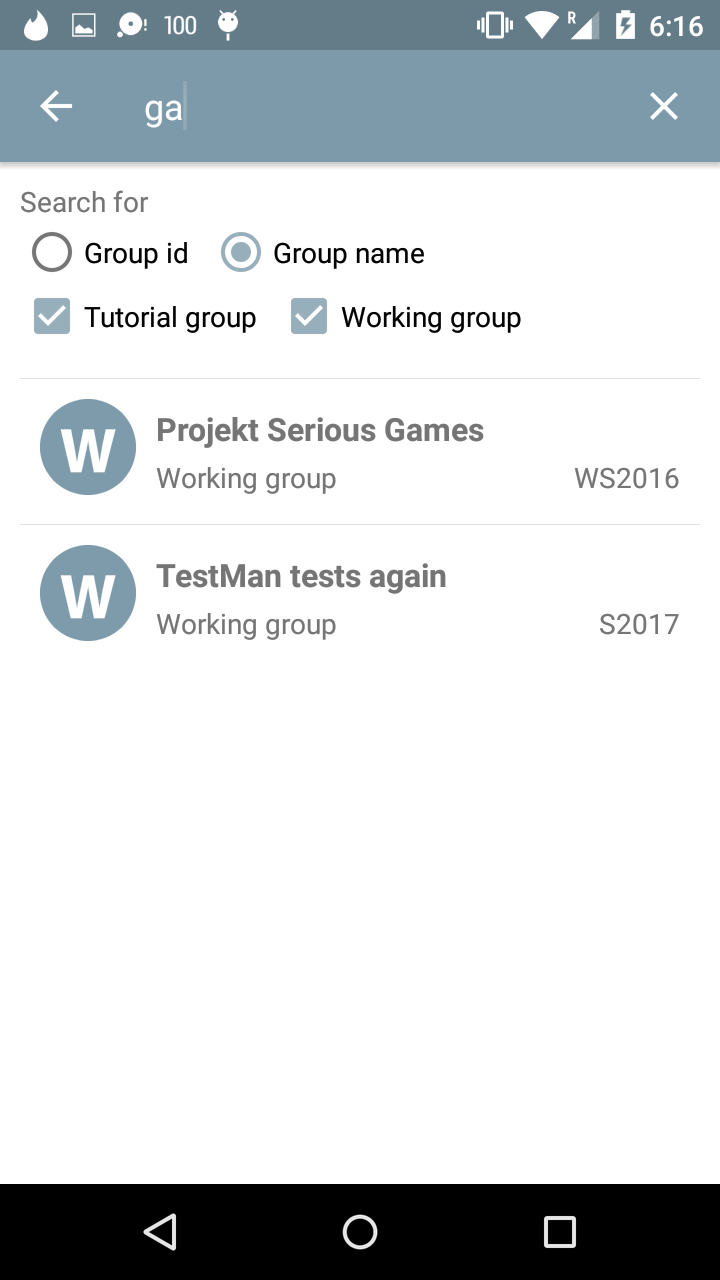 100 R 6:16
ga
Search for
Group id Group name
Tutorial group Working group
W Projekt Serious Games
Working group WS2016
W TestMan tests again
Working group S2017